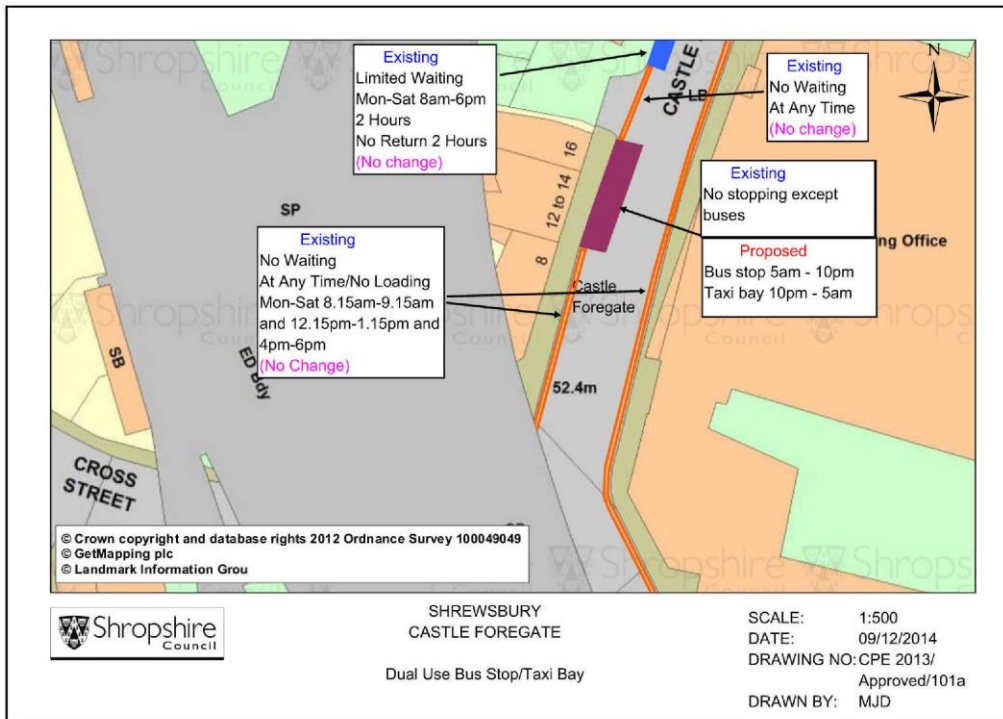 Existing
Limited Waiting
Mon-Sat 8am-6pm
2 Hours
No Return 2 Hours
(No change)
CASTLE
LB
Existing
No Waiting
At Any Time
(No change)
N
16
12 to 14
8
Existing
No stopping except
buses
Proposed
Bus stop 5am - 10pm
Taxi bay 10pm - 5am
ng Office
SP
Existing
No Waiting
At Any Time/No Loading
Mon-Sat 8.15am-9.15am
and 12.15pm-1.15pm and
4pm-6pm
(No Change)
Castle
Foregate
SB
ED Bdy
52.4m
CROSS
STREET
© Crown copyright and database rights 2012 Ordnance Survey 100049049
© GetMapping plc
© Landmark Information Grou
Shropshire
Council
SHREWSBURY
CASTLE FOREGATE
Dual Use Bus Stop/Taxi Bay
SCALE: 1:500
DATE: 09/12/2014
DRAWING NO: CPE 2013/
Approved/101a
DRAWN BY: MJD